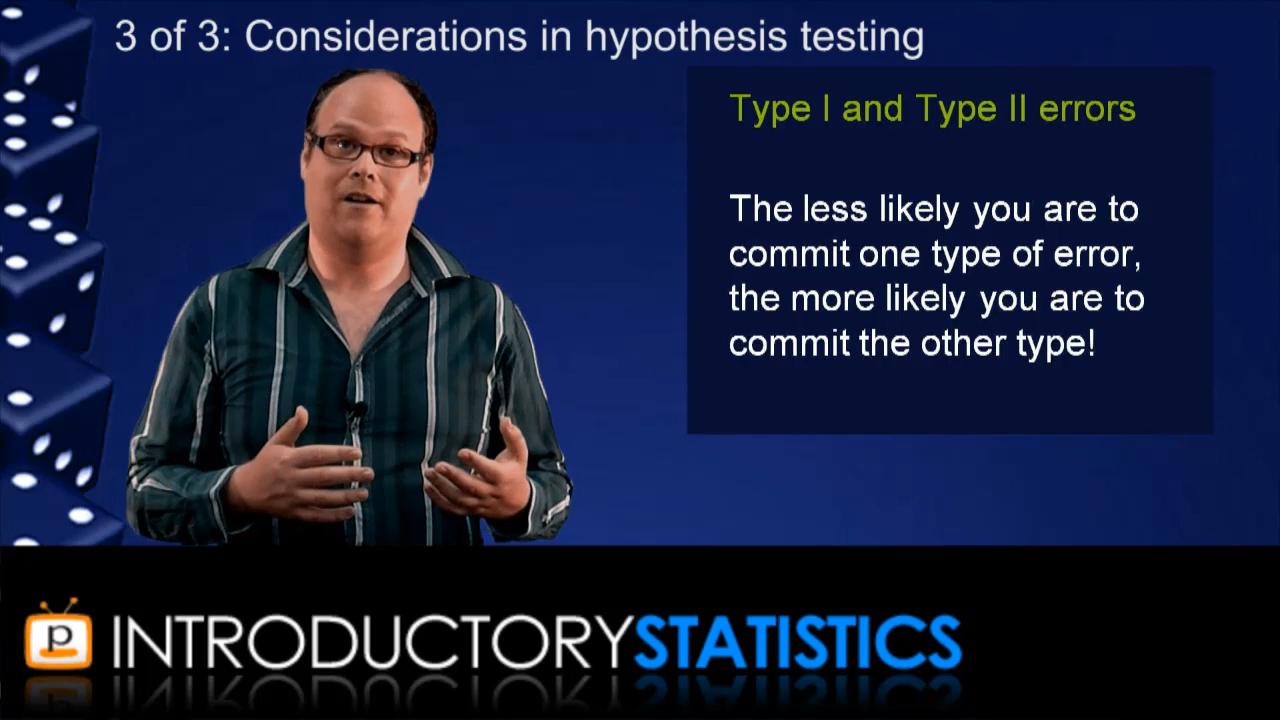 3 of 3: Considerations in hypothesis testing
Type I and Type II errors
The less likely you are to
commit one type of error,
the more likely you are to
commit the other type!
p INTRODUCTORYSTATISTICS